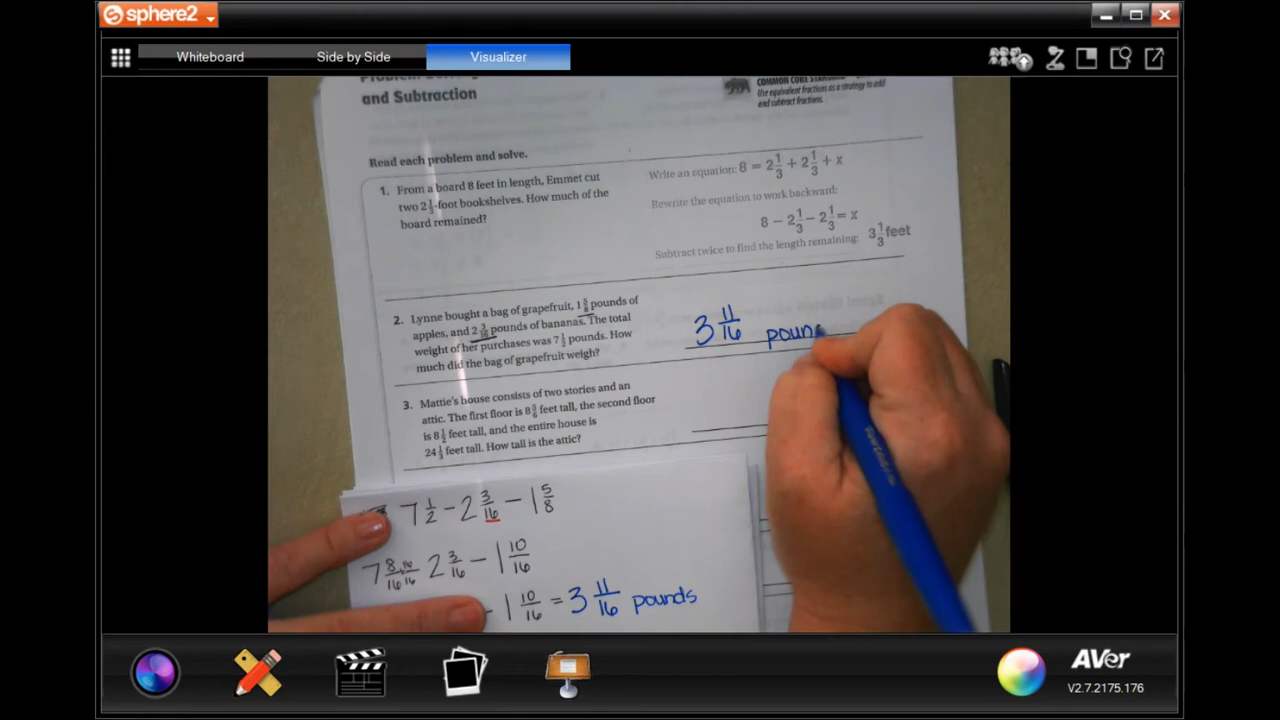 sphere2
Whiteboard
Side by Side
Visualizer
and Subtraction
COMMON CORE
Use equivalent fractions as a strategy to add
and subtract fractions.
Read each problem and solve.
1. From a board 8 feet in length, Emmet cut
two 2 1/3-foot bookshelves. How much of the
board remained?
Write an equation: 8 = 2 1/3 + 2 1/3 + x
Rewrite the equation to work backward:
8 − 2 1/3 − 2 1/3 = x
Subtract twice to find the length remaining: 3 1/3 feet
2. Lynne bought a bag of grapefruit, 1 5/8 pounds of
apples, and 2 3/16 pounds of bananas. The total
weight of her purchases was 7 1/2 pounds. How
much did the bag of grapefruit weigh?
3 11/16 poun
3. Mattie's house consists of two stories and an
attic. The first floor is 8 5/6 feet tall, the second floor
is 8 1/2 feet tall, and the entire house is
24 1/3 feet tall. How tall is the attic?
7 1/2 − 2 3/16 − 1 5/8
7 8/16 2 3/16 − 1 10/16
− 1 10/16 = 3 11/16 pounds
AVer
V2.7.2175.176